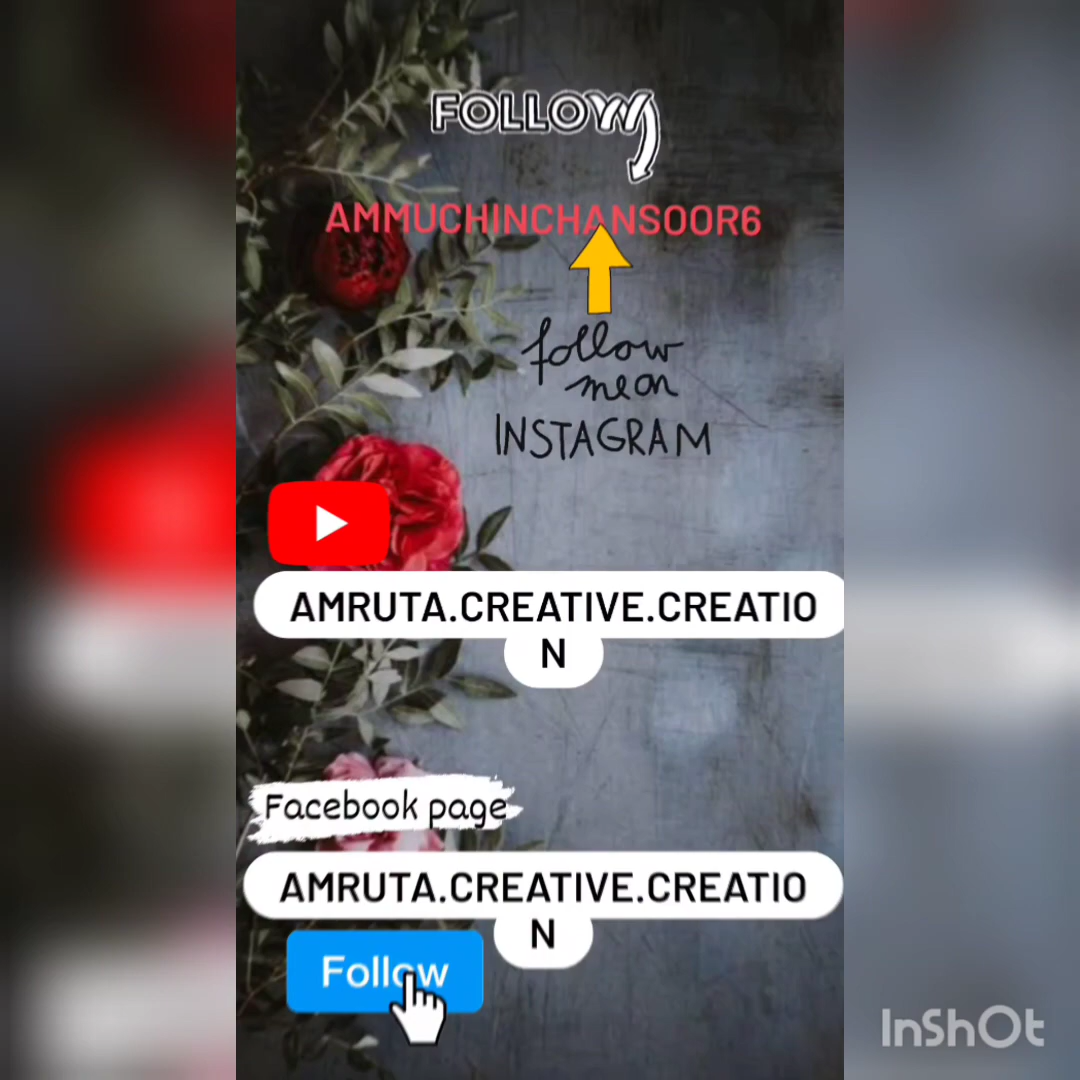 FOLLOW
AMMUCHINCHANSOOR6
follow
me on
INSTAGRAM
AMRUTA.CREATIVE.CREATIO
N
Facebook page
AMRUTA.CREATIVE.CREATIO
N
Follow
InShOt